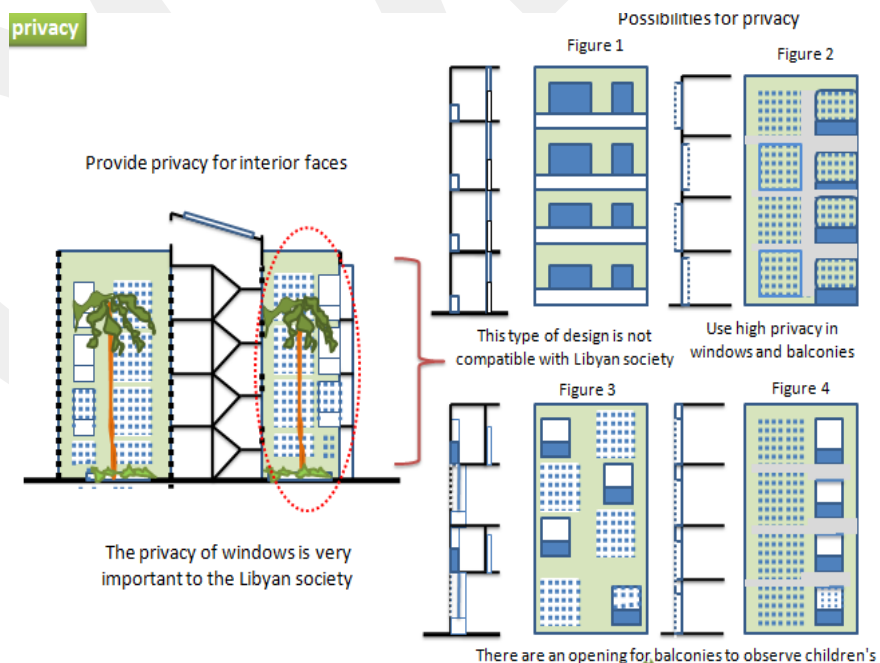 privacy
Possibilities for privacy
Figure 1
Figure 2
Provide privacy for interior faces
This type of design is not
compatible with Libyan society
Use high privacy in
windows and balconies
Figure 3
Figure 4
The privacy of windows is very
important to the Libyan society
There are an opening for balconies to observe children's